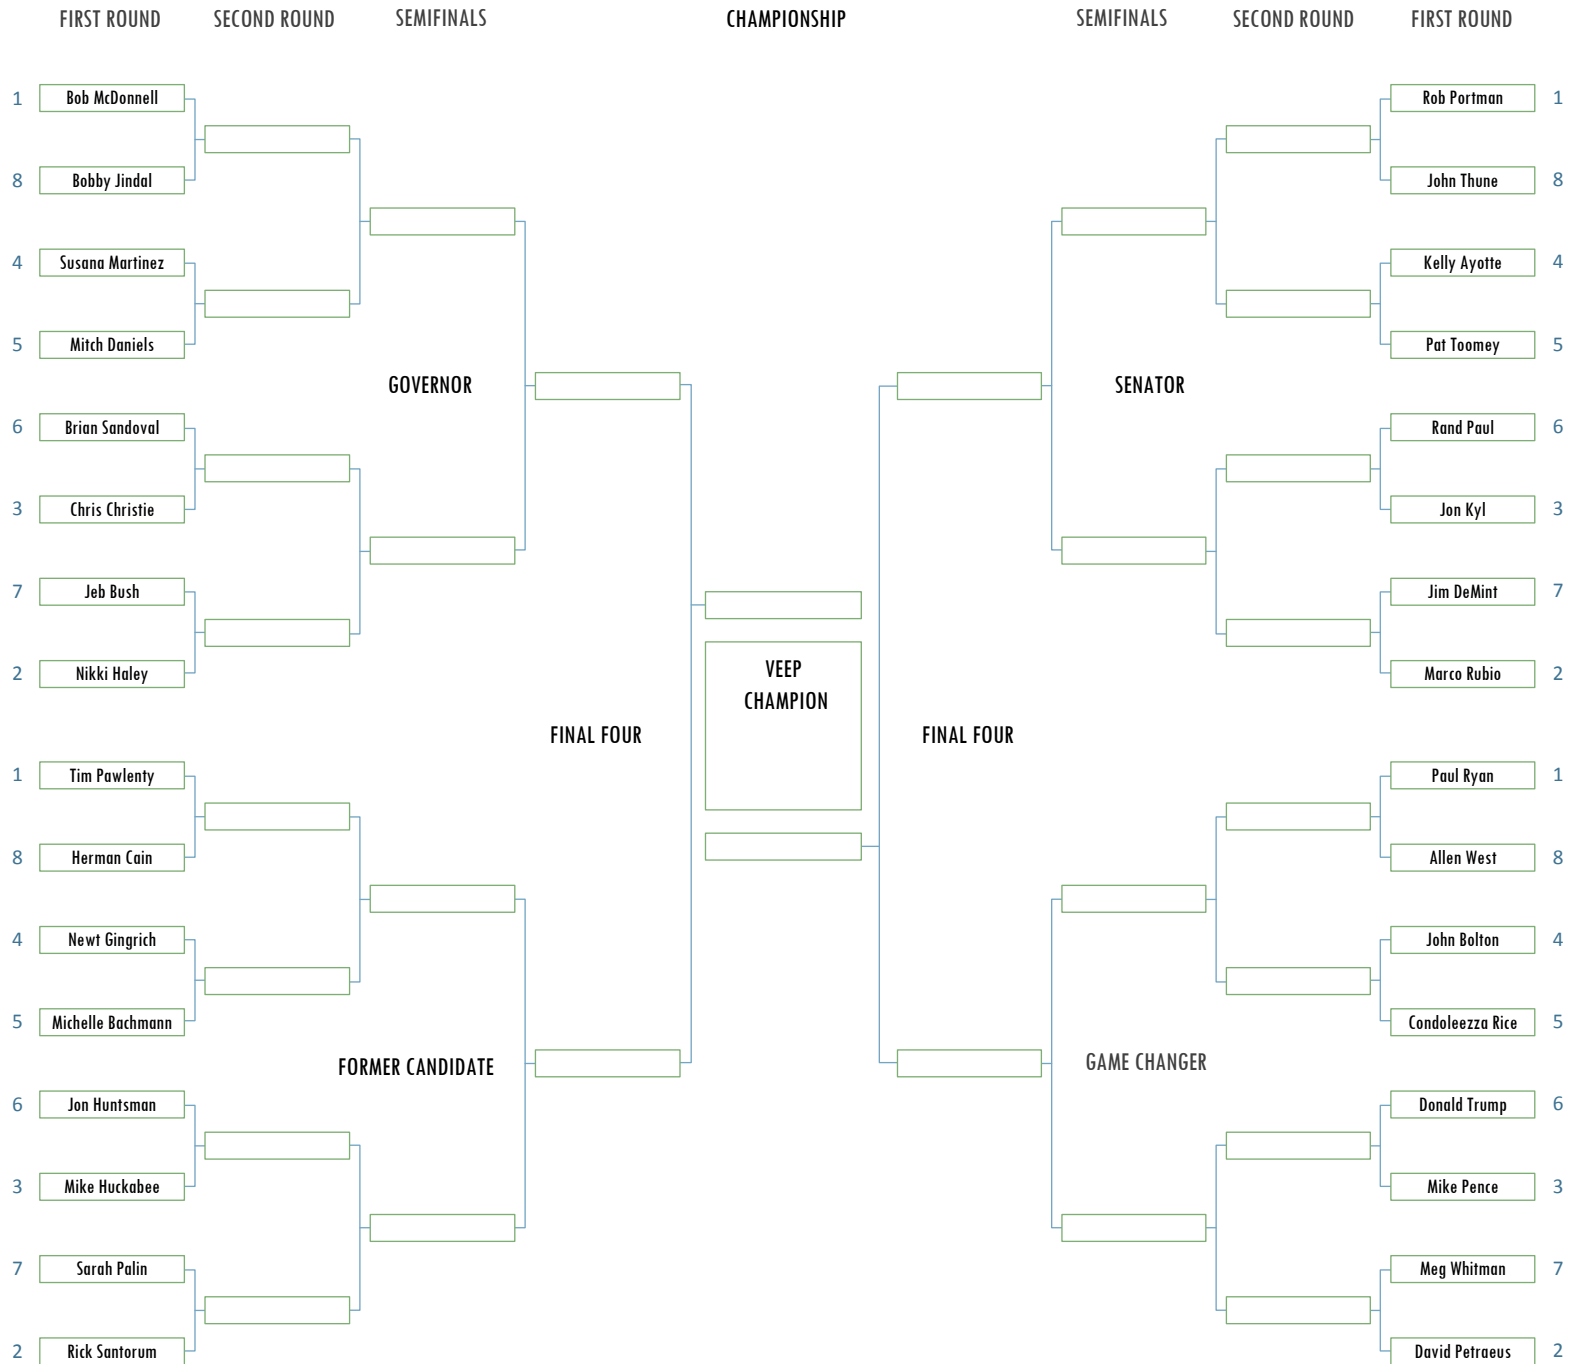 FIRST ROUND SECOND ROUND SEMIFINALS CHAMPIONSHIP SEMIFINALS SECOND ROUND FIRST ROUND
1 Bob McDonnell Rob Portman 1
8 Bobby Jindal John Thune 8
4 Susana Martinez Kelly Ayotte 4
5 Mitch Daniels Pat Toomey 5
GOVERNOR SENATOR
6 Brian Sandoval Rand Paul 6
3 Chris Christie Jon Kyl 3
7 Jeb Bush Jim DeMint 7
2 Nikki Haley Marco Rubio 2
VEEP
CHAMPION
FINAL FOUR FINAL FOUR
1 Tim Pawlenty Paul Ryan 1
8 Herman Cain Allen West 8
4 Newt Gingrich John Bolton 4
5 Michelle Bachmann Condoleezza Rice 5
FORMER CANDIDATE GAME CHANGER
6 Jon Huntsman Donald Trump 6
3 Mike Huckabee Mike Pence 3
7 Sarah Palin Meg Whitman 7
2 Rick Santorum David Petraeus 2